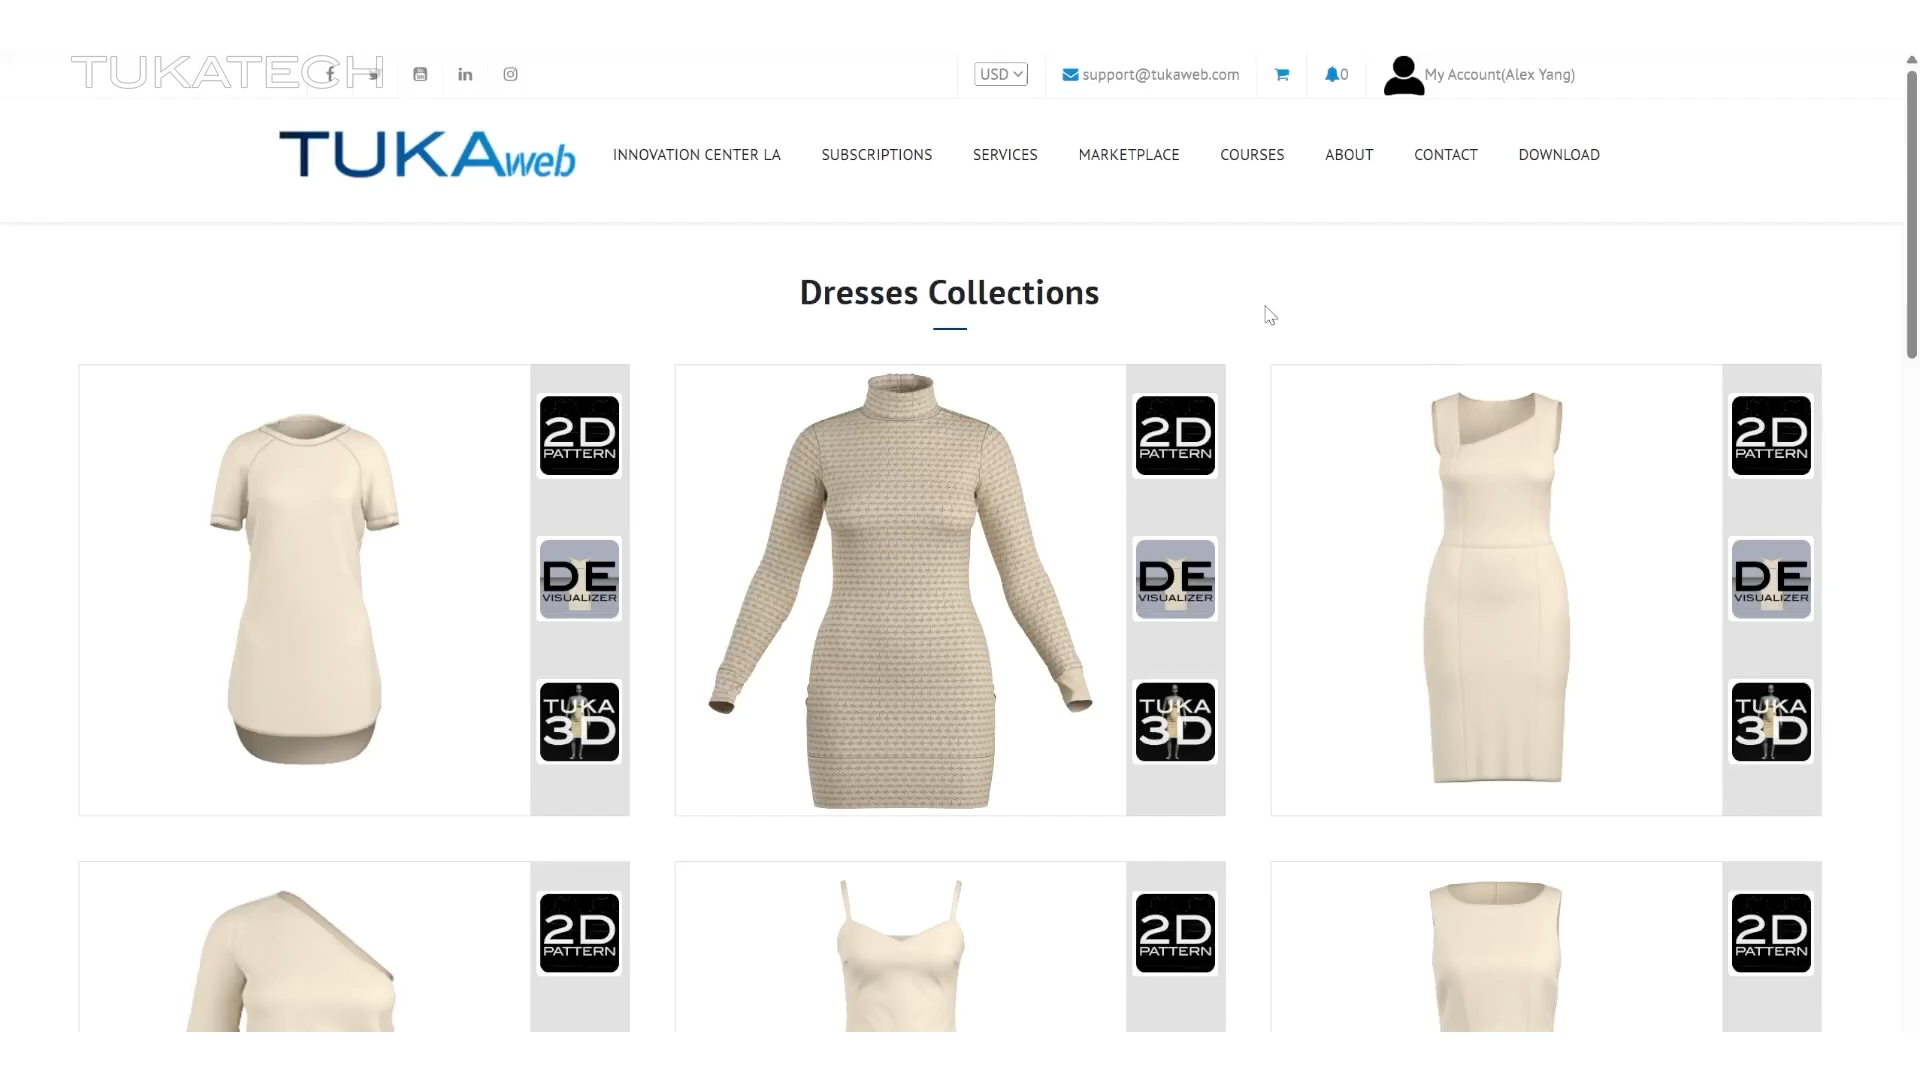 TUKATECH
USD
support@tukaweb.com
0
My Account(Alex Yang)
TUKAweb
INNOVATION CENTER LA
SUBSCRIPTIONS
SERVICES
MARKETPLACE
COURSES
ABOUT
CONTACT
DOWNLOAD
Dresses Collections
2D
PATTERN
DE
VISUALIZER
TUKA
3D
2D
PATTERN
DE
VISUALIZER
TUKA
3D
2D
PATTERN
DE
VISUALIZER
TUKA
3D
2D
PATTERN
2D
PATTERN
2D
PATTERN